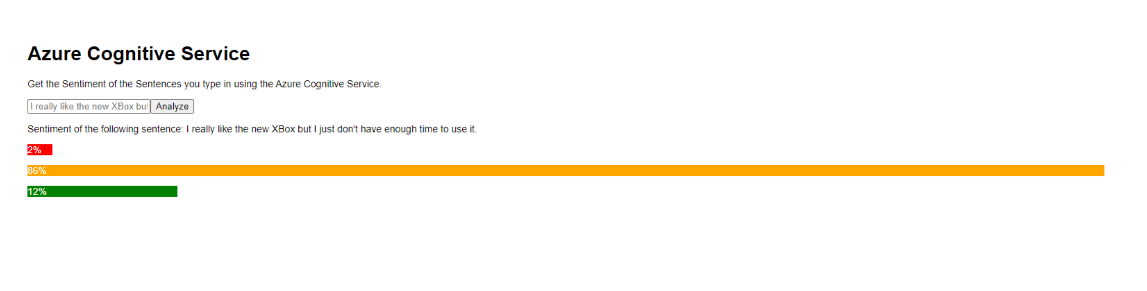 Azure Cognitive Service
Get the Sentiment of the Sentences you type in using the Azure Cognitive Service.
I really like the new XBox but Analyze
Sentiment of the following sentence: I really like the new XBox but I just don't have enough time to use it.
2%
86%
12%